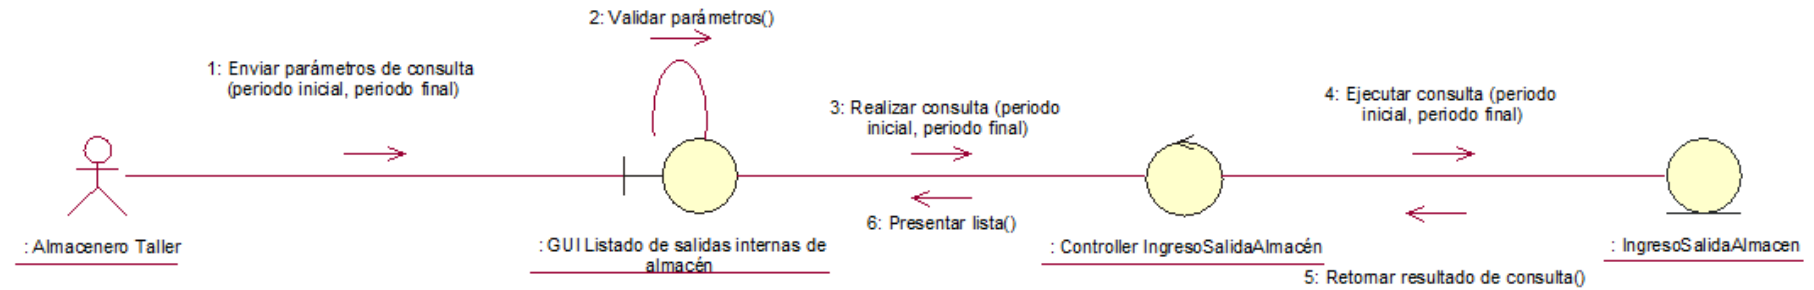 2: Validar parámetros()
1: Enviar parámetros de consulta
(periodo inicial, periodo final)
3: Realizar consulta (periodo
inicial, periodo final)
4: Ejecutar consulta (periodo
inicial, periodo final)
6: Presentar lista()
: Almacenero Taller
: GUI Listado de salidas internas de
almacén
: Controller IngresoSalidaAlmacén
: IngresoSalidaAlmacen
5: Retornar resultado de consulta()